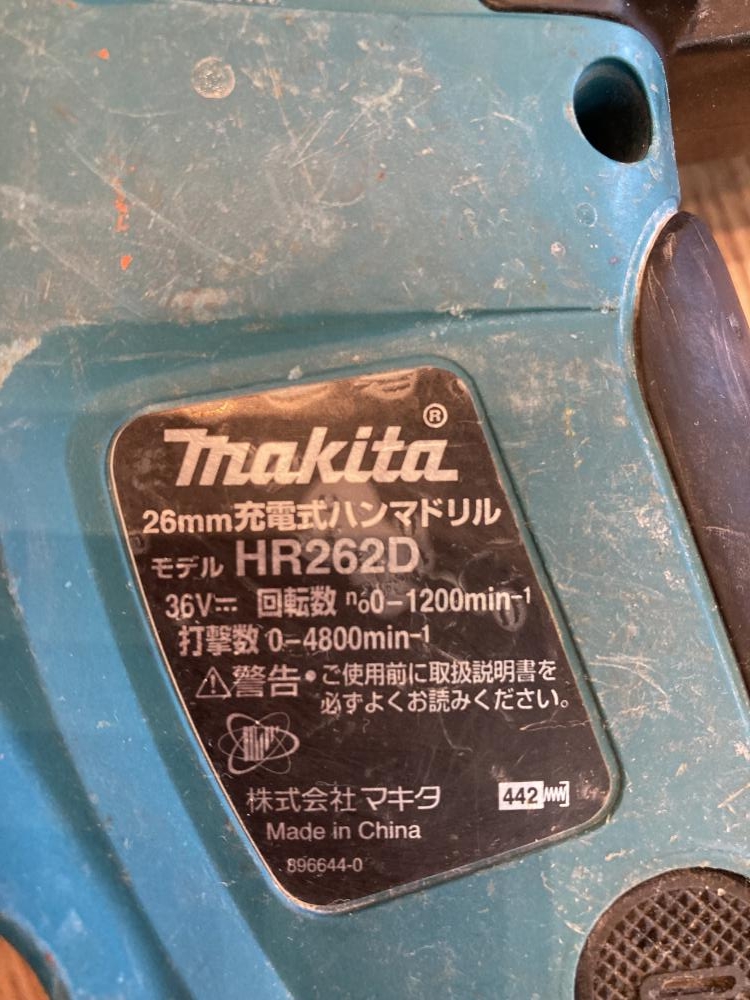 makita®
26mm充電式ハンマドリル
モデル HR262D
36V⎓ 回転数 n₀0-1200min⁻¹
打撃数 0-4800min⁻¹
⚠警告・ご使用前に取扱説明書を
必ずよくお読みください。
株式会社マキタ 442
Made in China
896644-0